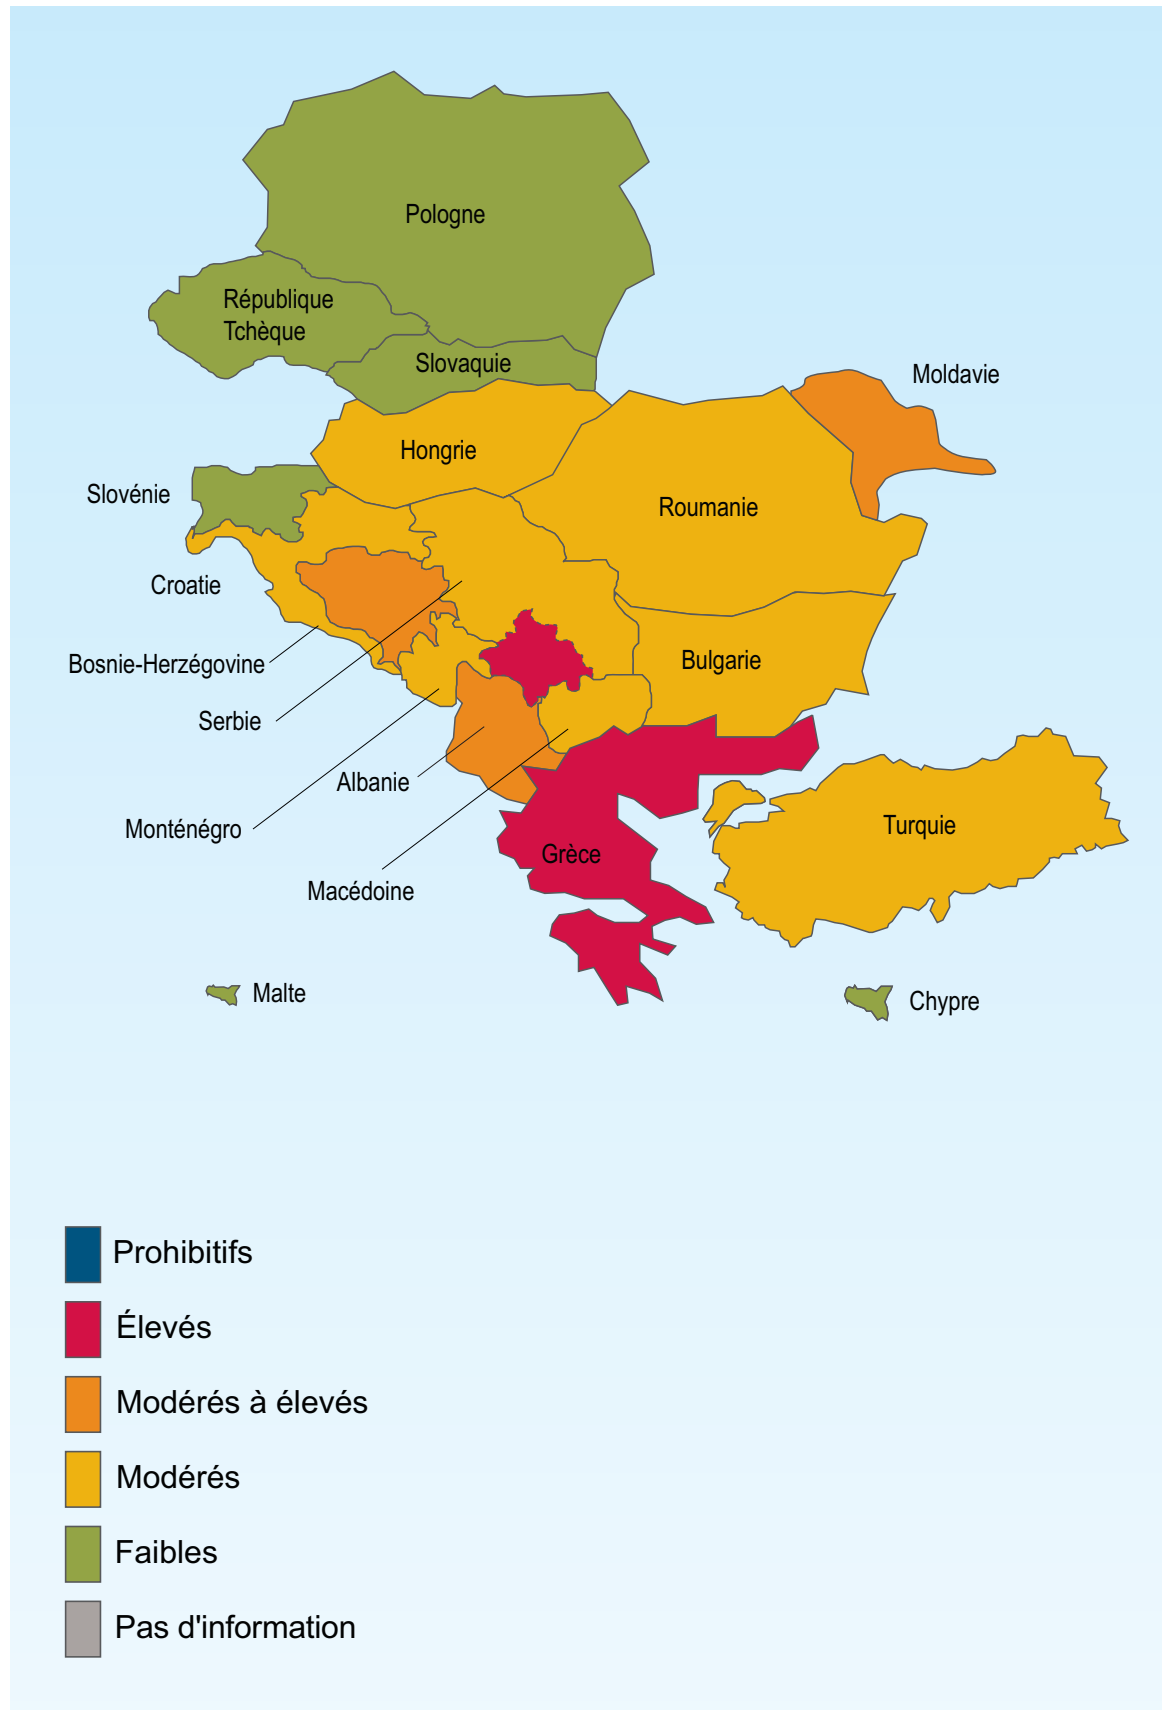 Pologne
République
Tchèque
Slovaquie
Moldavie
Hongrie
Slovénie
Roumanie
Croatie
Bosnie-Herzégovine
Bulgarie
Serbie
Albanie
Monténégro
Turquie
Grèce
Macédoine
Malte
Chypre
Prohibitifs
Élevés
Modérés à élevés
Modérés
Faibles
Pas d'information